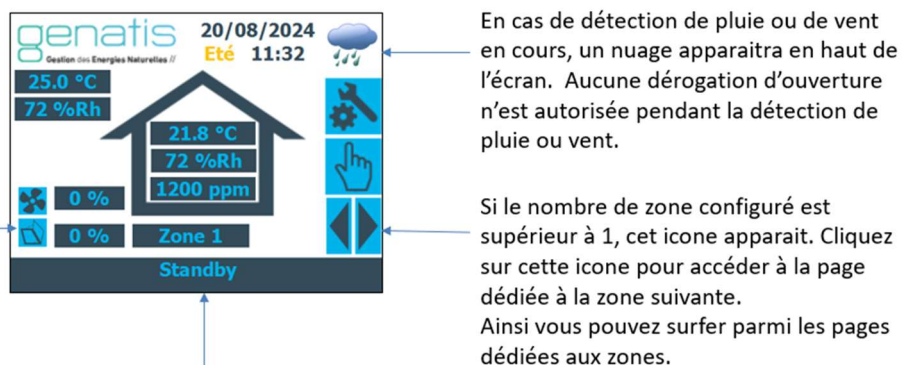 genatis
Gestion des Energies Naturelles //
20/08/2024
Eté 11:32
25.0 °C
72 %Rh
21.8 °C
72 %Rh
1200 ppm
0 %
0 %
Zone 1
Standby
En cas de détection de pluie ou de vent
en cours, un nuage apparaitra en haut de
l’écran.  Aucune dérogation d’ouverture
n’est autorisée pendant la détection de
pluie ou vent.
Si le nombre de zone configuré est
supérieur à 1, cet icone apparait. Cliquez
sur cette icone pour accéder à la page
dédiée à la zone suivante.
Ainsi vous pouvez surfer parmi les pages
dédiées aux zones.